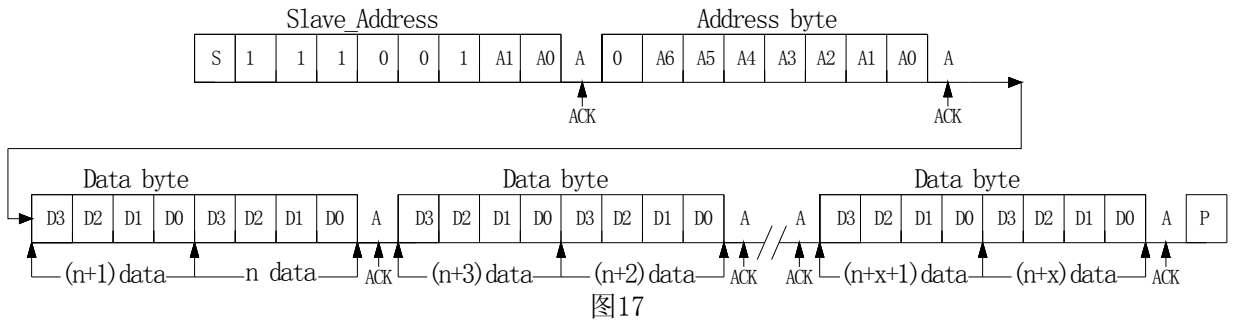 Slave_Address Address byte
S 1 1 1 0 0 1 A1 A0 A 0 A6 A5 A4 A3 A2 A1 A0 A
ACK ACK
Data byte Data byte Data byte
D3 D2 D1 D0 D3 D2 D1 D0 A D3 D2 D1 D0 D3 D2 D1 D0 A A D3 D2 D1 D0 D3 D2 D1 D0 A P
(n+1)data n data ACK (n+3)data (n+2)data ACK ACK (n+x+1)data (n+x)data ACK
图17